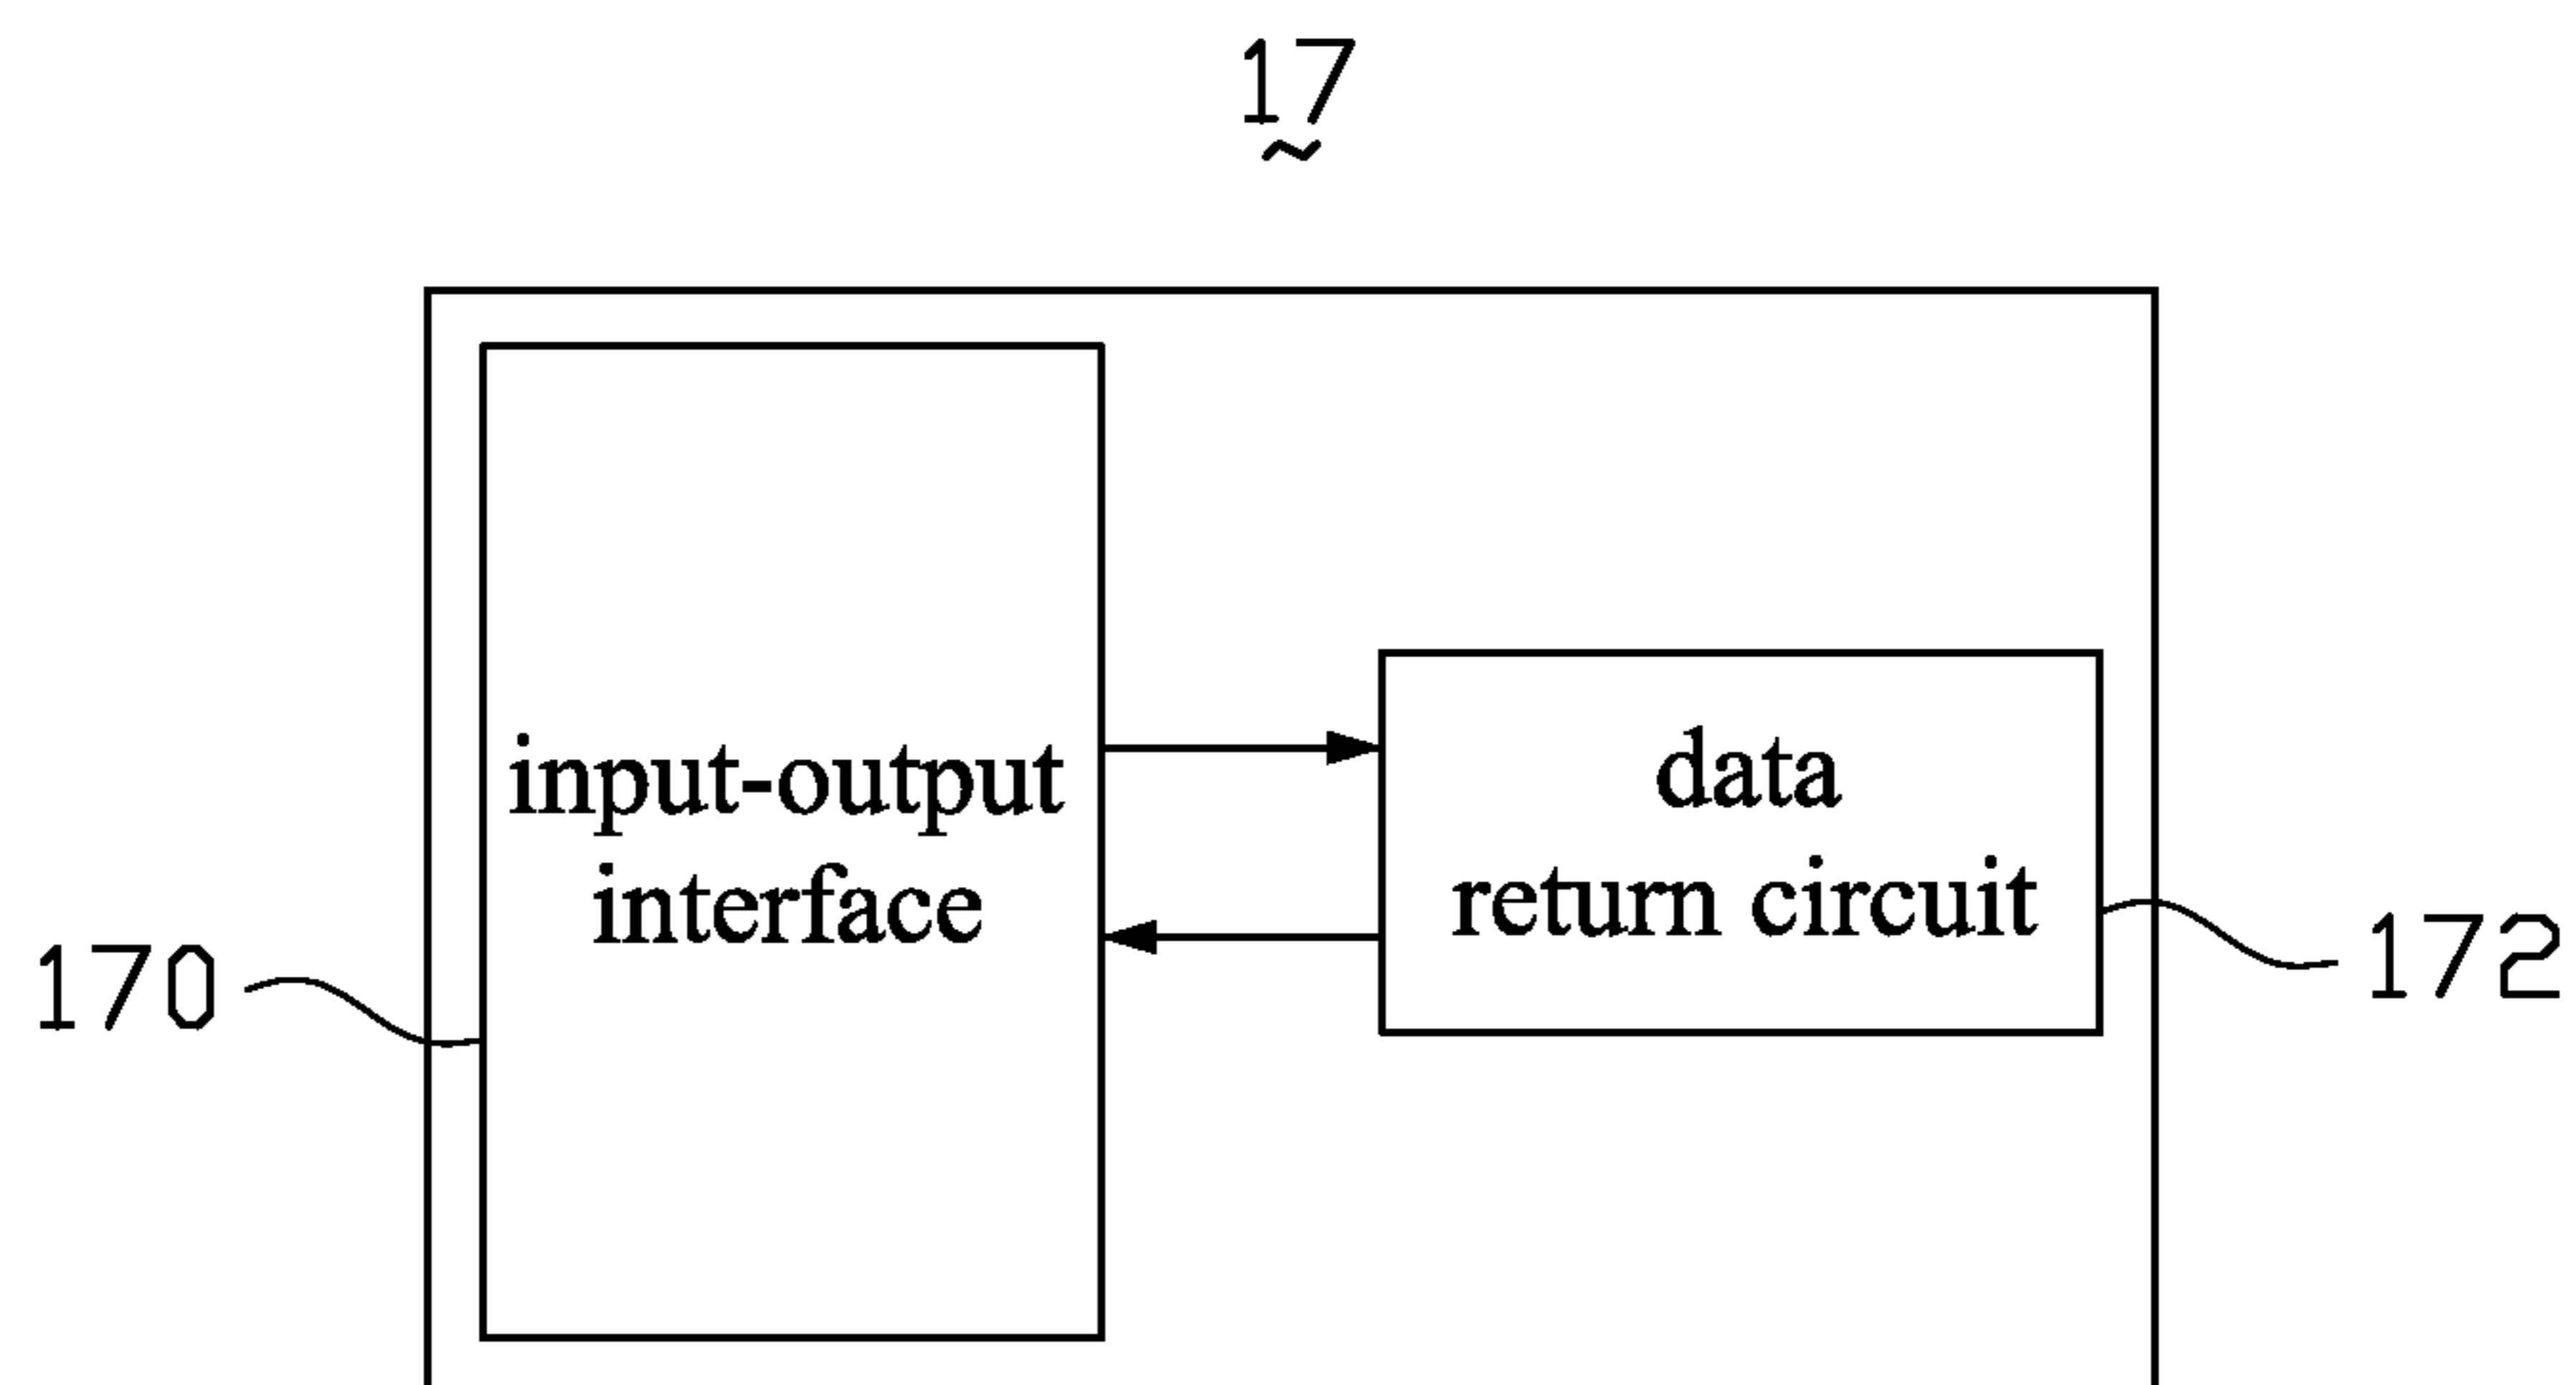 17
input-output
interface
data
return circuit
170
172